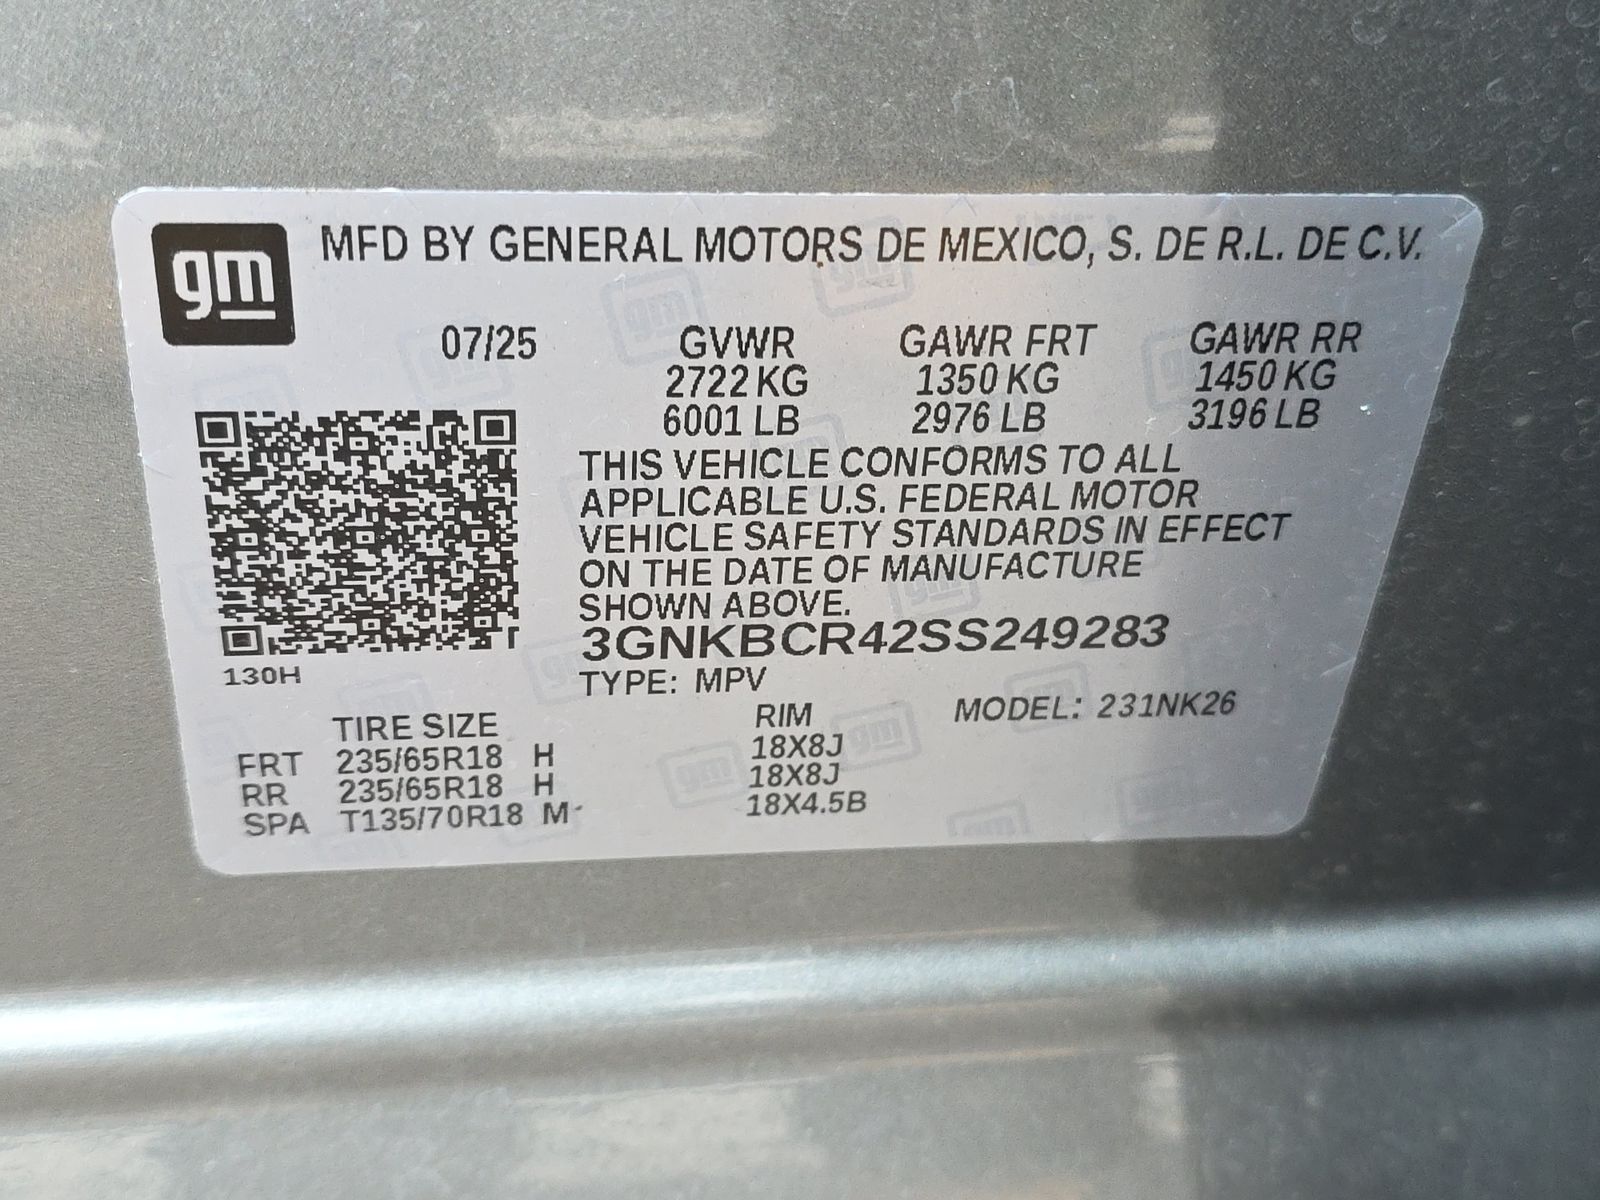 gm MFD BY GENERAL MOTORS DE MEXICO, S. DE R.L. DE C.V.
07/25 GVWR GAWR FRT GAWR RR
2722 KG 1350 KG 1450 KG
6001 LB 2976 LB 3196 LB
THIS VEHICLE CONFORMS TO ALL
APPLICABLE U.S. FEDERAL MOTOR
VEHICLE SAFETY STANDARDS IN EFFECT
ON THE DATE OF MANUFACTURE
SHOWN ABOVE.
3GNKBCR42SS249283
130H
TYPE: MPV
TIRE SIZE RIM MODEL: 231NK26
FRT 235/65R18 H 18X8J
RR 235/65R18 H 18X8J
SPA T135/70R18 M 18X4.5B